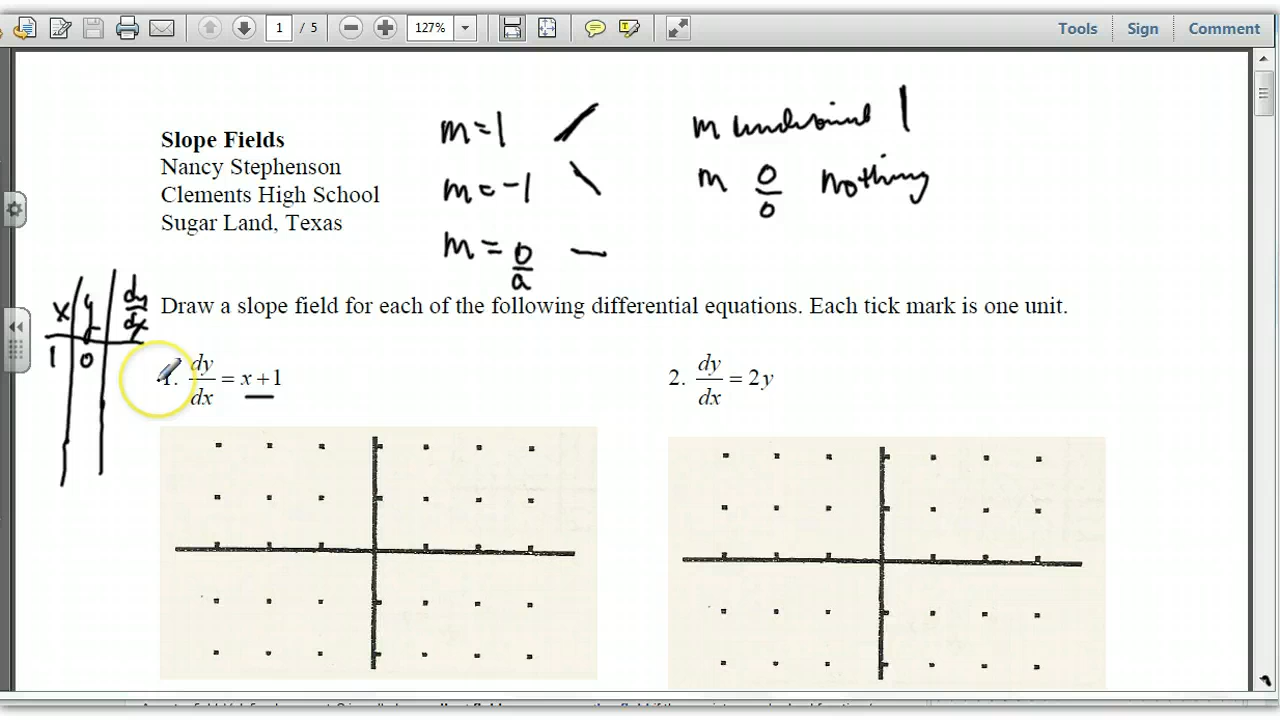 1 / 5 127% Tools Sign Comment
Slope Fields
Nancy Stephenson
Clements High School
Sugar Land, Texas
m=1
m=-1
m = 0/a
m undefined
m 0/0 nothing
x y dy/dx
1 0
Draw a slope field for each of the following differential equations. Each tick mark is one unit.
1. dy/dx = x+1
2. dy/dx = 2y